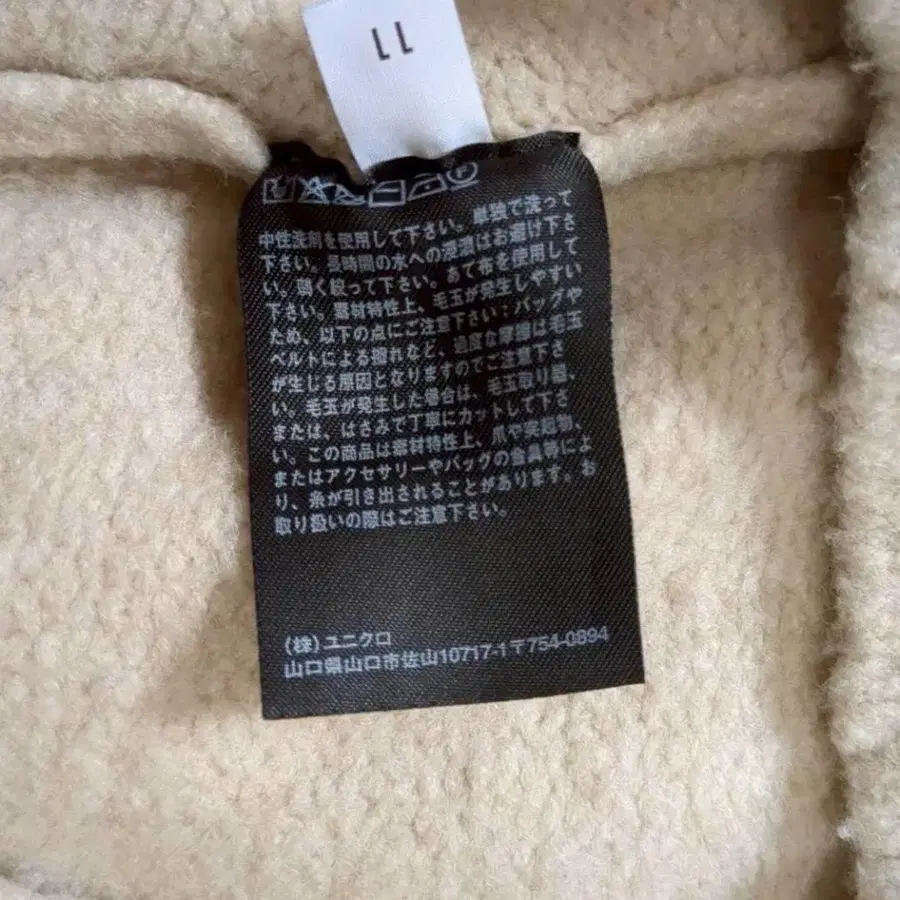 11
中性洗剤を使用して下さい。単独で洗って
下さい。長時間の水への浸漬はお避け下さ
い。弱く絞って下さい。あて布を使用して
下さい。素材特性上、毛玉が発生しやすい
ため、以下の点にご注意下さい：バッグや
ベルトによる擦れなど、過度な摩擦は毛玉
が生じる原因となりますのでご注意下さ
い。毛玉が発生した場合は、毛玉取り器、
または、はさみで丁寧にカットして下さ
い。この商品は素材特性上、爪や突起物、
またはアクセサリーやバッグの金具等によ
り、糸が引き出されることがあります。お
取り扱いの際はご注意下さい。
(株)ユニクロ
山口県山口市佐山10717-1〒754-0894